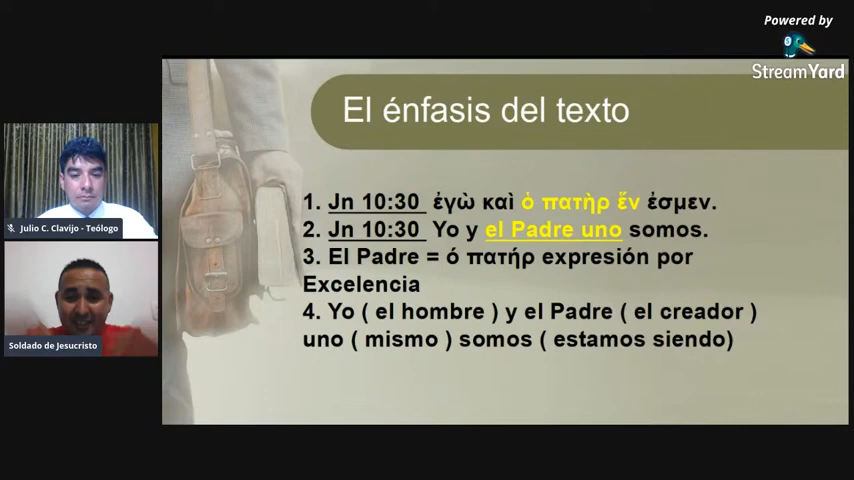 Powered by
StreamYard
El énfasis del texto
1. Jn 10:30 ἐγὼ καὶ ὁ πατὴρ ἕν ἐσμεν.
2. Jn 10:30 Yo y el Padre uno somos.
3. El Padre = ὁ πατήρ expresión por
Excelencia
4. Yo ( el hombre ) y el Padre ( el creador )
uno ( mismo ) somos ( estamos siendo)
Julio C. Clavijo - Teólogo
Soldado de Jesucristo